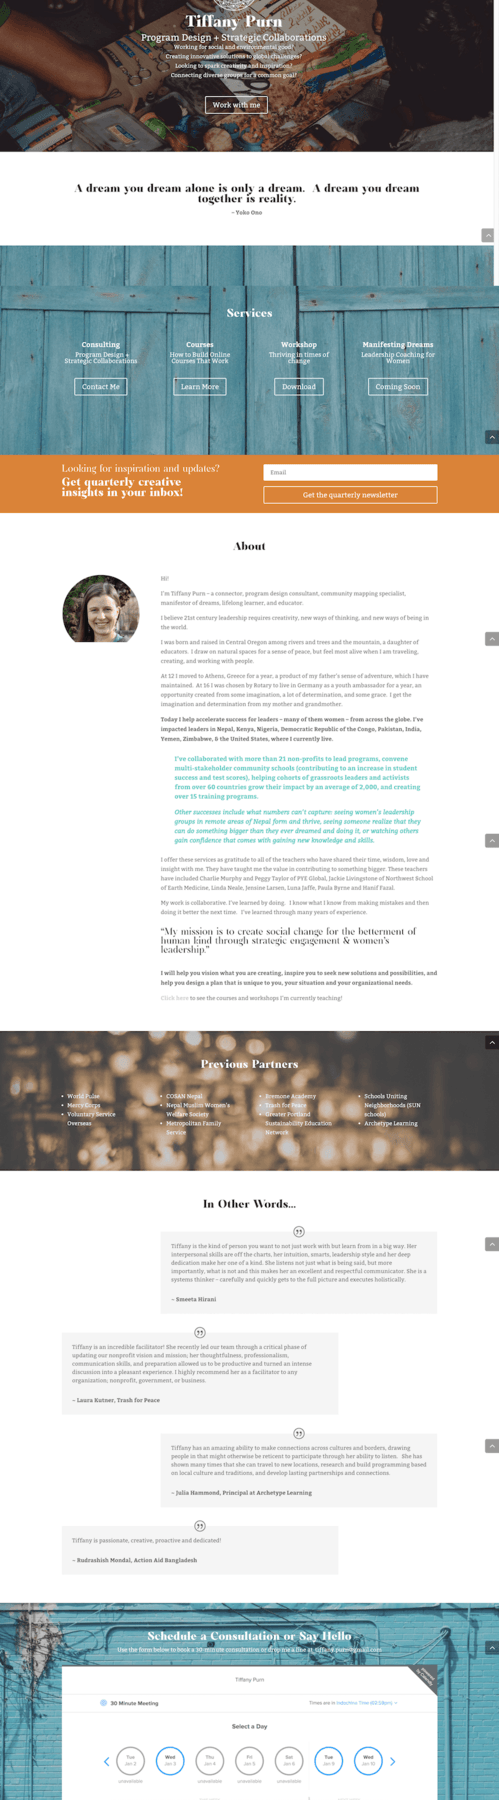 Tiffany Purn
Program Design + Strategic Collaborations
Working for social and environmental good?
Creating innovative solutions to global challenges?
Looking to spark creativity and inspiration?
Connecting diverse groups for a common goal?
Work with me
A dream you dream alone is only a dream. A dream you dream
together is reality.
~ Yoko Ono
Services
Consulting
Program Design +
Strategic Collaborations
Contact Me
Courses
How to Build Online
Courses That Work
Learn More
Workshop
Thriving in times of
change
Download
Manifesting Dreams
Leadership Coaching for
Women
Coming Soon
Looking for inspiration and updates?
Get quarterly creative
insights in your inbox!
Email
Get the quarterly newsletter
About
Hi!
I'm Tiffany Purn – a connector, program design consultant, community mapping specialist,
manifestor of dreams, lifelong learner, and educator.
I believe 21st century leadership requires creativity, new ways of thinking, and new ways of being in
the world.
I was born and raised in Central Oregon among rivers and trees and the mountain, a daughter of
educators. I draw on natural spaces for a sense of peace, but feel most alive when I am traveling,
creating, and working with people.
At 12 I moved to Athens, Greece for a year, a product of my father's sense of adventure, which I have
maintained. At 16 I was chosen by Rotary to live in Germany as a youth ambassador for a year, an
opportunity created from some imagination, a lot of determination, and some grace. I get the
imagination and determination from my mother and grandmother.
Today I help accelerate success for leaders – many of them women – from across the globe. I've
impacted leaders in Nepal, Kenya, Nigeria, Democratic Republic of the Congo, Pakistan, India,
Yemen, Zimbabwe, & the United States, where I currently live.
I've collaborated with more than 21 non-profits to lead programs, convene
multi-stakeholder community schools (contributing to an increase in student
success and test scores), helping cohorts of grassroots leaders and activists
from over 60 countries grow their impact by an average of 2,000, and creating
over 15 training programs.
Other successes include what numbers can't capture: seeing women's leadership
groups in remote areas of Nepal form and thrive, seeing someone realize that they
can do something bigger than they ever dreamed and doing it, or watching others
gain confidence that comes with gaining new knowledge and skills.
I offer these services as gratitude to all of the teachers who have shared their time, wisdom, love and
insight with me. They have taught me the value in contributing to something bigger. These teachers
have included Charlie Murphy and Peggy Taylor of PYE Global, Jackie Livingstone of Northwest School
of Earth Medicine, Linda Neale, Jensine Larsen, Luna Jaffe, Paula Byrne and Hanif Fazal.
My work is collaborative. I've learned by doing. I know what I know from making mistakes and then
doing it better the next time. I've learned through many years of experience.
"My mission is to create social change for the betterment of
human kind through strategic engagement & women's
leadership."
I will help you vision what you are creating, inspire you to seek new solutions and possibilities, and
help you design a plan that is unique to you, your situation and your organizational needs.
Click here to see the courses and workshops I'm currently teaching!
Previous Partners
World Pulse
Mercy Corps
Voluntary Service
Overseas
COSAN Nepal
Nepal Muslim Women's
Welfare Society
Metropolitan Family
Service
Bremone Academy
Trash for Peace
Greater Portland
Sustainability Education
Network
Schools Uniting
Neighborhoods (SUN
schools)
Archetype Learning
In Other Words...
Tiffany is the kind of person you want to not just work with but learn from in a big way. Her
interpersonal skills are off the charts, her intuition, smarts, leadership style and her deep
dedication make her one of a kind. She listens not just what is being said, but more
importantly, what is not and this makes her an excellent and respectful communicator. She is a
systems thinker – carefully and quickly gets to the full picture and executes holistically.
~ Smeeta Hirani
Tiffany is an incredible facilitator! She recently led our team through a critical phase of
updating our nonprofit vision and mission; her thoughtfulness, professionalism,
communication skills, and preparation allowed us to be productive and turned an intense
discussion into a pleasant experience. I highly recommend her as a facilitator to any
organization; nonprofit, government, or business.
~ Laura Kutner, Trash for Peace
Tiffany has an amazing ability to make connections across cultures and borders, drawing
people in that might otherwise be reticent to participate through her ability to listen. She has
shown many times that she can travel to new locations, research and build programming based
on local culture and traditions, and develop lasting partnerships and connections.
~ Julia Hammond, Principal at Archetype Learning
Tiffany is passionate, creative, proactive and dedicated!
~ Rudrashish Mondal, Action Aid Bangladesh
Schedule a Consultation or Say Hello
Use the form below to book a 30-minute consultation or drop me a line at tiffany.purn@gmail.com
Tiffany Purn
30 Minute Meeting
Times are in Indochina Time (02:28pm)
Select a Day
Tue
Jan 2
unavailable
Wed
Jan 3
Thu
Jan 4
unavailable
Fri
Jan 5
unavailable
Sat
Jan 6
unavailable
Tue
Jan 9
Wed
Jan 10